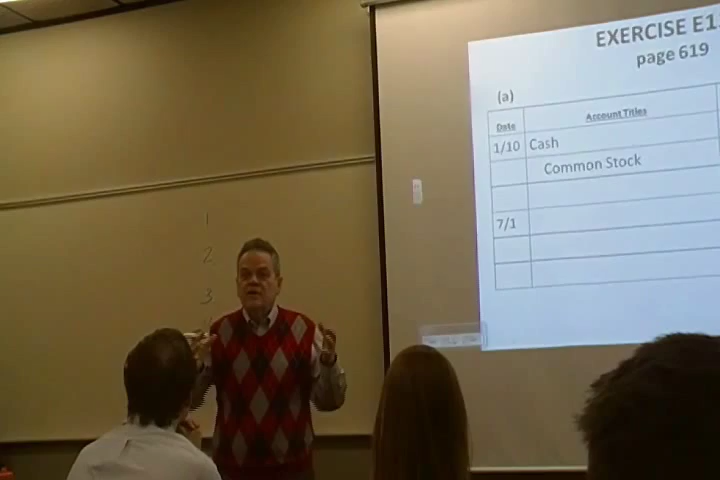 EXERCISE E1
page 619
(a)
Date Account Titles
1/10 Cash
Common Stock
7/1
1
2
3